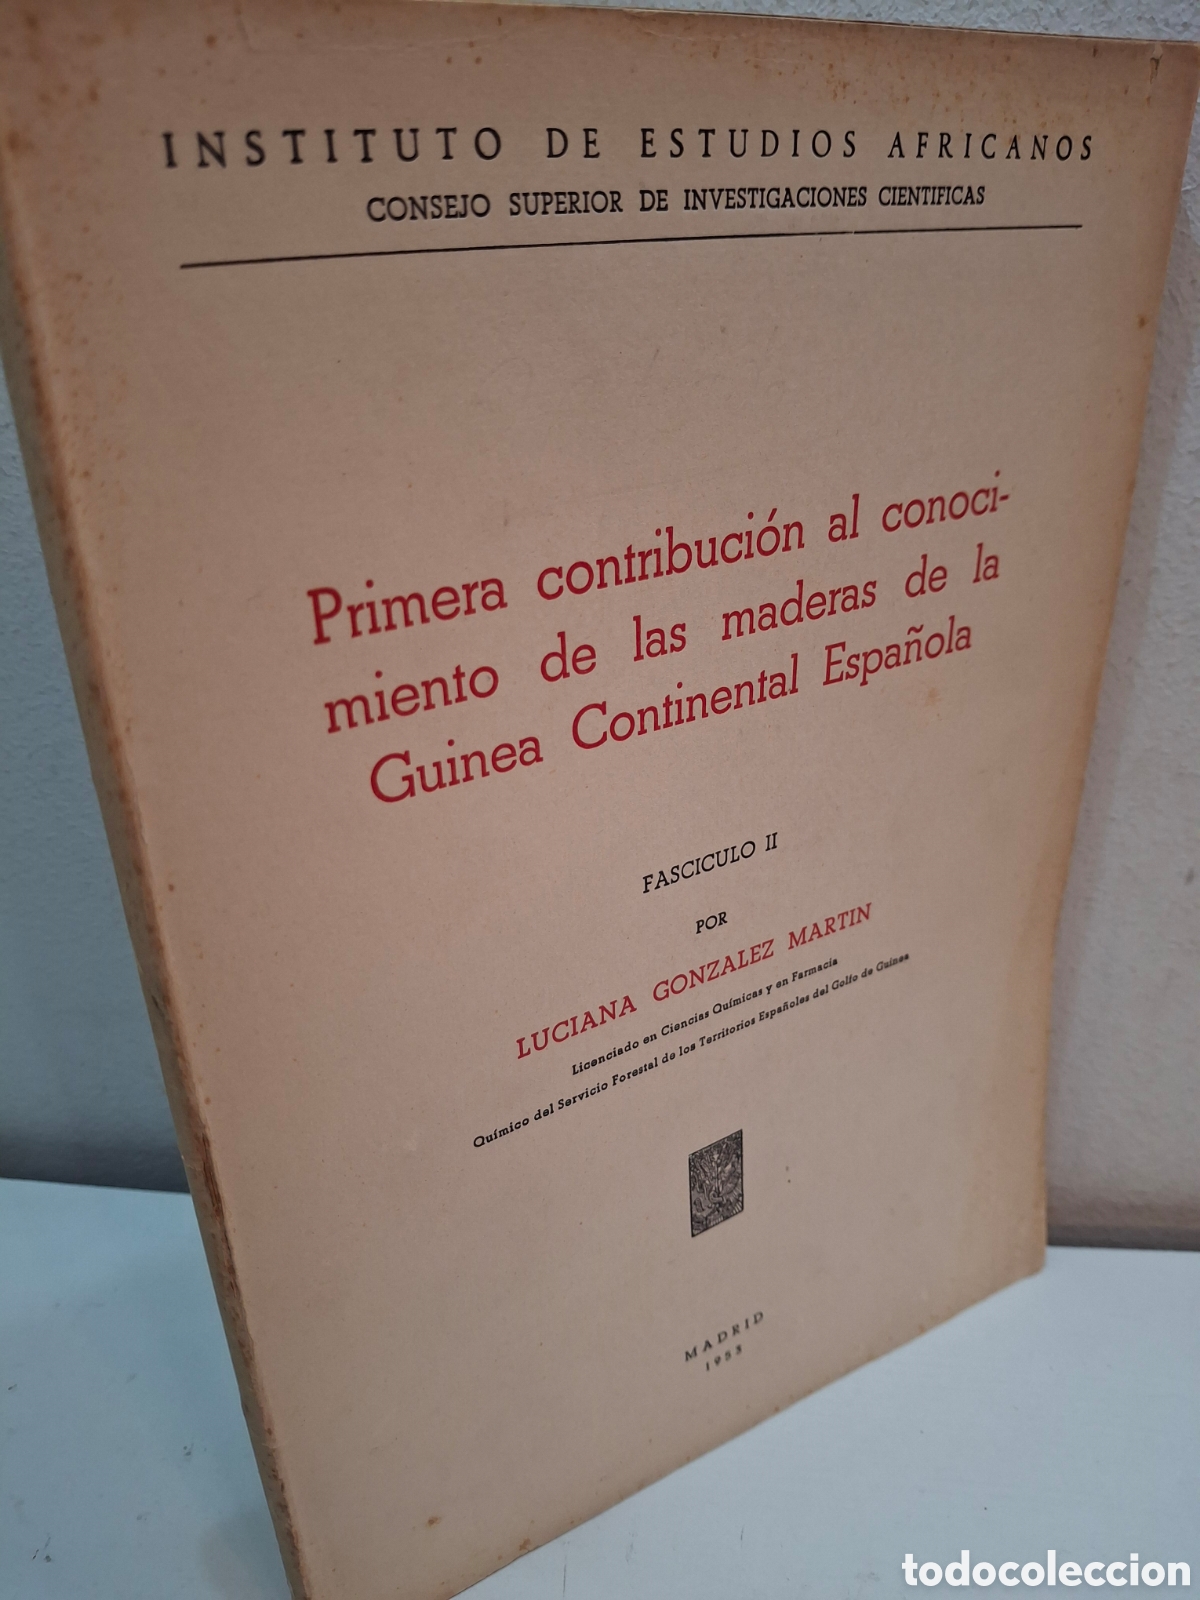 INSTITUTO DE ESTUDIOS AFRICANOS
CONSEJO SUPERIOR DE INVESTIGACIONES CIENTIFICAS
Primera contribución al conoci-
miento de las maderas de la
Guinea Continental Española
FASCICULO II
POR
LUCIANA GONZALEZ MARTIN
Licenciado en Ciencias Químicas y en Farmacia
Químico del Servicio Forestal de los Territorios Españoles del Golfo de Guinea
MADRID
1953
todocoleccion